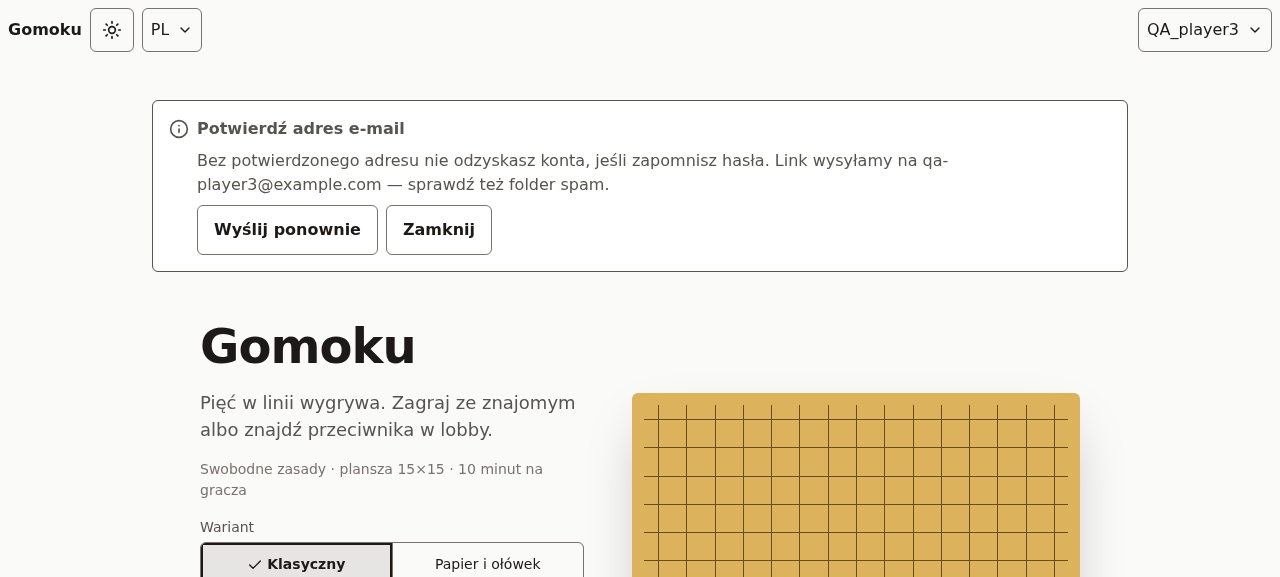 Gomoku
PL
QA_player3
Potwierdź adres e-mail
Bez potwierdzonego adresu nie odzyskasz konta, jeśli zapomnisz hasła. Link wysyłamy na qa-
player3@example.com — sprawdź też folder spam.
Wyślij ponownie
Zamknij
Gomoku
Pięć w linii wygrywa. Zagraj ze znajomym
albo znajdź przeciwnika w lobby.
Swobodne zasady · plansza 15×15 · 10 minut na
gracza
Wariant
Klasyczny
Papier i ołówek